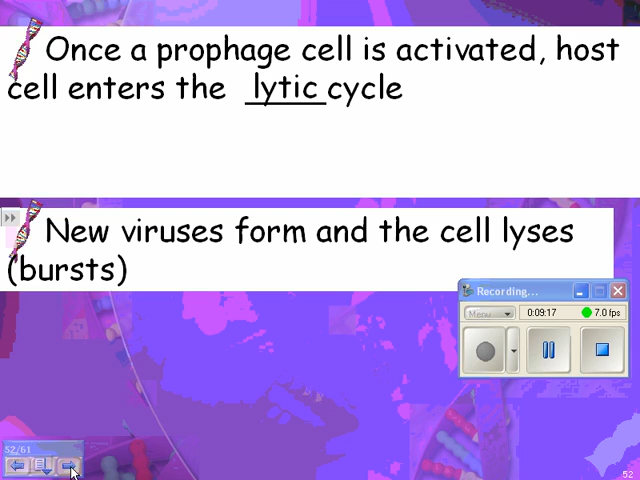 Once a prophage cell is activated, host
cell enters the lytic cycle
New viruses form and the cell lyses
(bursts)
Recording...
Menu
0:09:17
7.0 fps
52/61
52